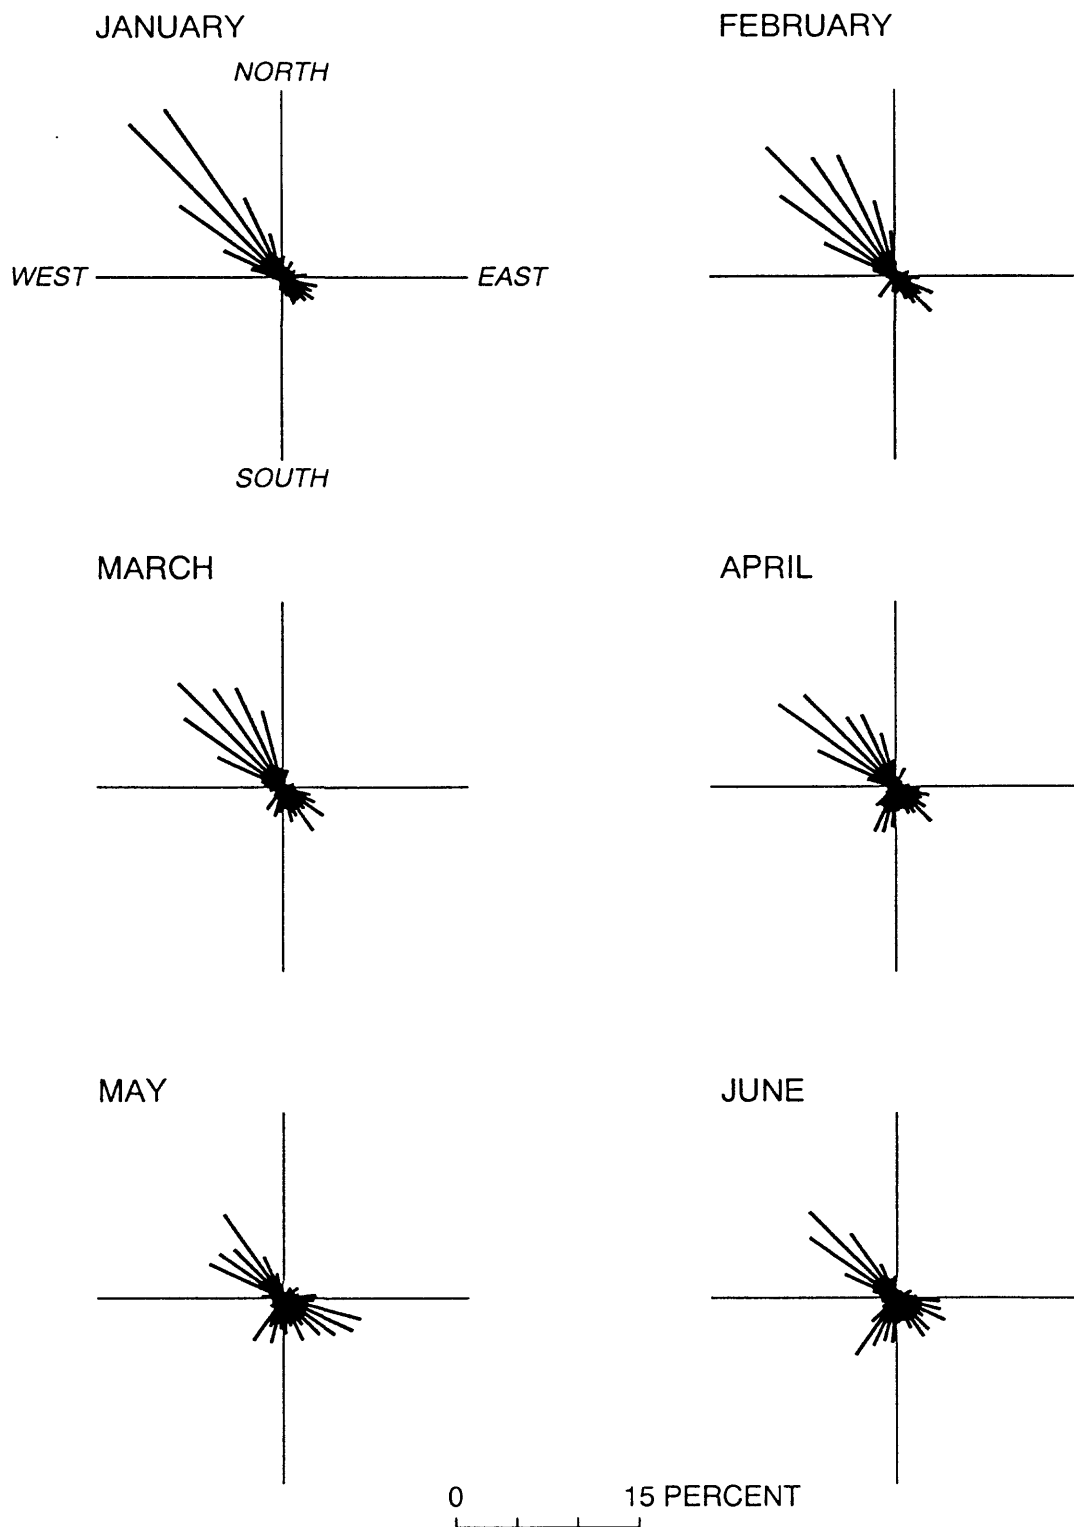 JANUARY
FEBRUARY
NORTH
WEST
EAST
SOUTH
MARCH
APRIL
MAY
JUNE
0 15 PERCENT